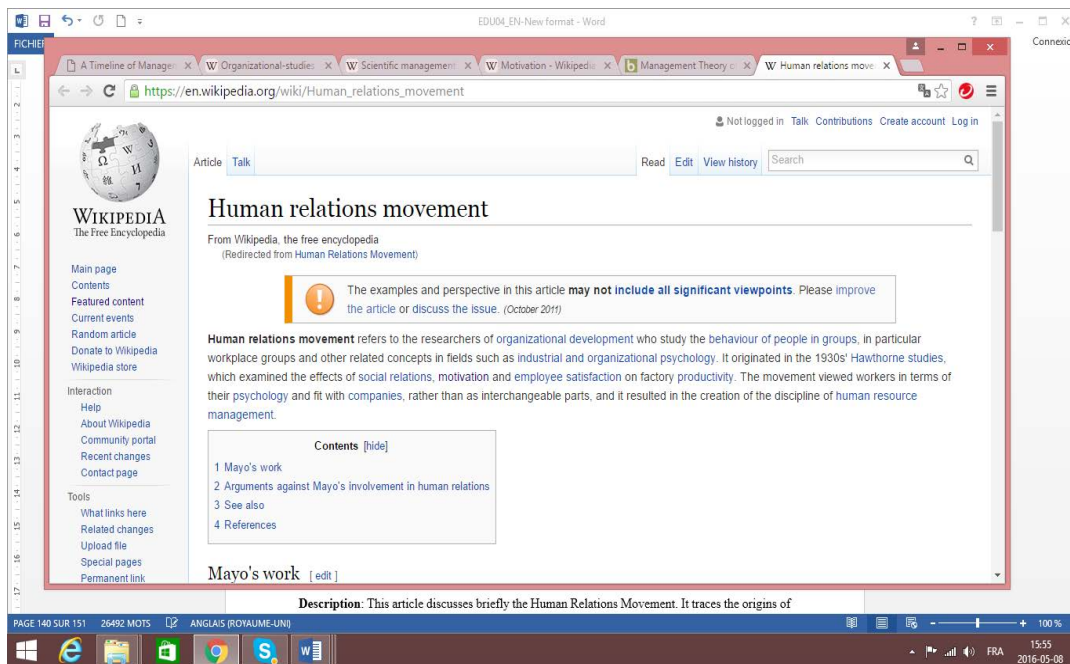 EDU04_EN-New format - Word
FICHIE
Connexic
A Timeline of Manage
Organizational-studies
Scientific management
Motivation - Wikipedia
Management Theory o
Human relations move
https://en.wikipedia.org/wiki/Human_relations_movement
Not logged in Talk Contributions Create account Log in
Article Talk
Read Edit View history Search
WIKIPEDIA
The Free Encyclopedia
Main page
Contents
Featured content
Current events
Random article
Donate to Wikipedia
Wikipedia store
Interaction
Help
About Wikipedia
Community portal
Recent changes
Contact page
Tools
What links here
Related changes
Upload file
Special pages
Permanent link
Human relations movement
From Wikipedia, the free encyclopedia
(Redirected from Human Relations Movement)
The examples and perspective in this article may not include all significant viewpoints. Please improve
the article or discuss the issue. (October 2011)
Human relations movement refers to the researchers of organizational development who study the behaviour of people in groups, in particular
workplace groups and other related concepts in fields such as industrial and organizational psychology. It originated in the 1930s' Hawthorne studies,
which examined the effects of social relations, motivation and employee satisfaction on factory productivity. The movement viewed workers in terms of
their psychology and fit with companies, rather than as interchangeable parts, and it resulted in the creation of the discipline of human resource
management.
Contents [hide]
1 Mayo's work
2 Arguments against Mayo's involvement in human relations
3 See also
4 References
Mayo's work [ edit ]
Description: This article discusses briefly the Human Relations Movement. It traces the origins of
PAGE 140 SUR 151 26492 MOTS ANGLAIS (ROYAUME-UNI) 100 %
FRA
15:55
2016-05-08